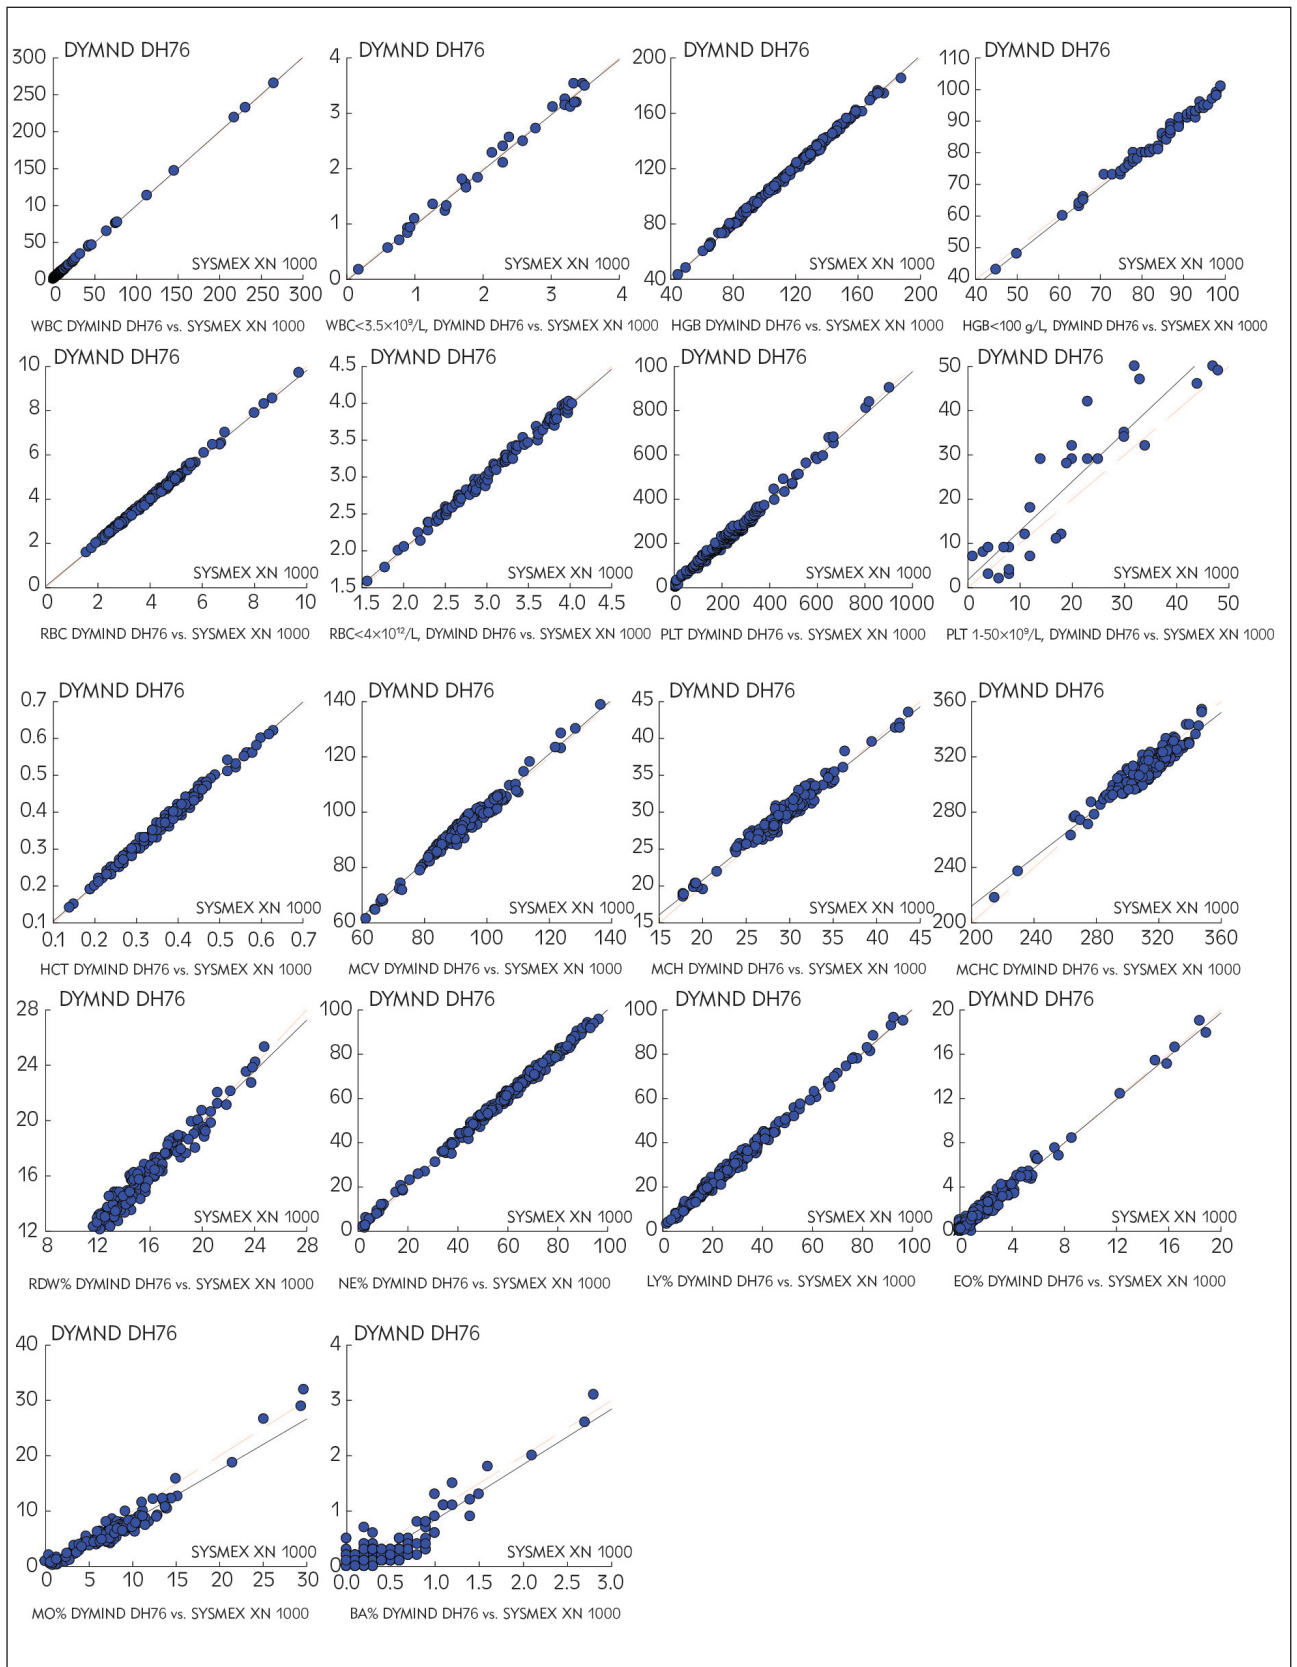 DYMND DH76
300
250
200
150
10
50
0
0 50 100 150 200 250 300
SYSMEX XN 1000
WBC DYMIND DH76 vs. SYSMEX XN 1000
DYMND DH76
4
3
2
1
0
0 1 2 3 4
SYSMEX XN 1000
WBC<3.5×10⁹/L, DYMIND DH76 vs. SYSMEX XN 1000
DYMND DH76
200
160
120
80
40
40 80 120 160 200
SYSMEX XN 1000
HGB DYMIND DH76 vs. SYSMEX XN 1000
DYMND DH76
110
100
90
80
70
60
50
40
40 50 60 70 80 90 100
SYSMEX XN 1000
HGB<100 g/L, DYMIND DH76 vs. SYSMEX XN 1000
DYMND DH76
10
8
6
4
2
0
0 2 4 6 8 10
SYSMEX XN 1000
RBC DYMIND DH76 vs. SYSMEX XN 1000
DYMND DH76
4.5
4.0
3.5
3.0
2.5
2.0
1.5
1.5 2.0 2.5 3.0 3.5 4.0 4.5
SYSMEX XN 1000
RBC<4×10¹²/L, DYMIND DH76 vs. SYSMEX XN 1000
DYMND DH76
100
800
600
400
200
0
0 200 400 600 800 1000
SYSMEX XN 1000
PLT DYMIND DH76 vs. SYSMEX XN 1000
DYMND DH76
50
40
30
20
10
0
0 10 20 30 40 50
SYSMEX XN 1000
PLT 1-50×10⁹/L, DYMIND DH76 vs. SYSMEX XN 1000
DYMND DH76
0.7
0.6
0.5
0.4
0.3
0.2
0.1
0.1 0.2 0.3 0.4 0.5 0.6 0.7
SYSMEX XN 1000
HCT DYMIND DH76 vs. SYSMEX XN 1000
DYMND DH76
140
120
100
80
60
60 80 100 120 140
SYSMEX XN 1000
MCV DYMIND DH76 vs. SYSMEX XN 1000
DYMND DH76
45
40
35
30
25
20
15
15 20 25 30 35 40 45
SYSMEX XN 1000
MCH DYMIND DH76 vs. SYSMEX XN 1000
DYMND DH76
360
320
280
240
200
200 240 280 320 360
SYSMEX XN 1000
MCHC DYMIND DH76 vs. SYSMEX XN 1000
DYMND DH76
28
24
20
16
12
8 12 16 20 24 28
SYSMEX XN 1000
RDW% DYMIND DH76 vs. SYSMEX XN 1000
DYMND DH76
100
80
60
40
20
0
0 20 40 60 80 100
SYSMEX XN 1000
NE% DYMIND DH76 vs. SYSMEX XN 1000
DYMND DH76
100
80
60
40
20
0
0 20 40 60 80 100
SYSMEX XN 1000
LY% DYMIND DH76 vs. SYSMEX XN 1000
DYMND DH76
20
16
12
8
4
0
0 4 8 12 16 20
SYSMEX XN 1000
EO% DYMIND DH76 vs. SYSMEX XN 1000
DYMND DH76
40
30
20
10
0
0 5 10 15 20 25 30
SYSMEX XN 1000
MO% DYMIND DH76 vs. SYSMEX XN 1000
DYMND DH76
4
3
2
1
0
0.0 0.5 1.0 1.5 2.0 2.5 3.0
SYSMEX XN 1000
BA% DYMIND DH76 vs. SYSMEX XN 1000